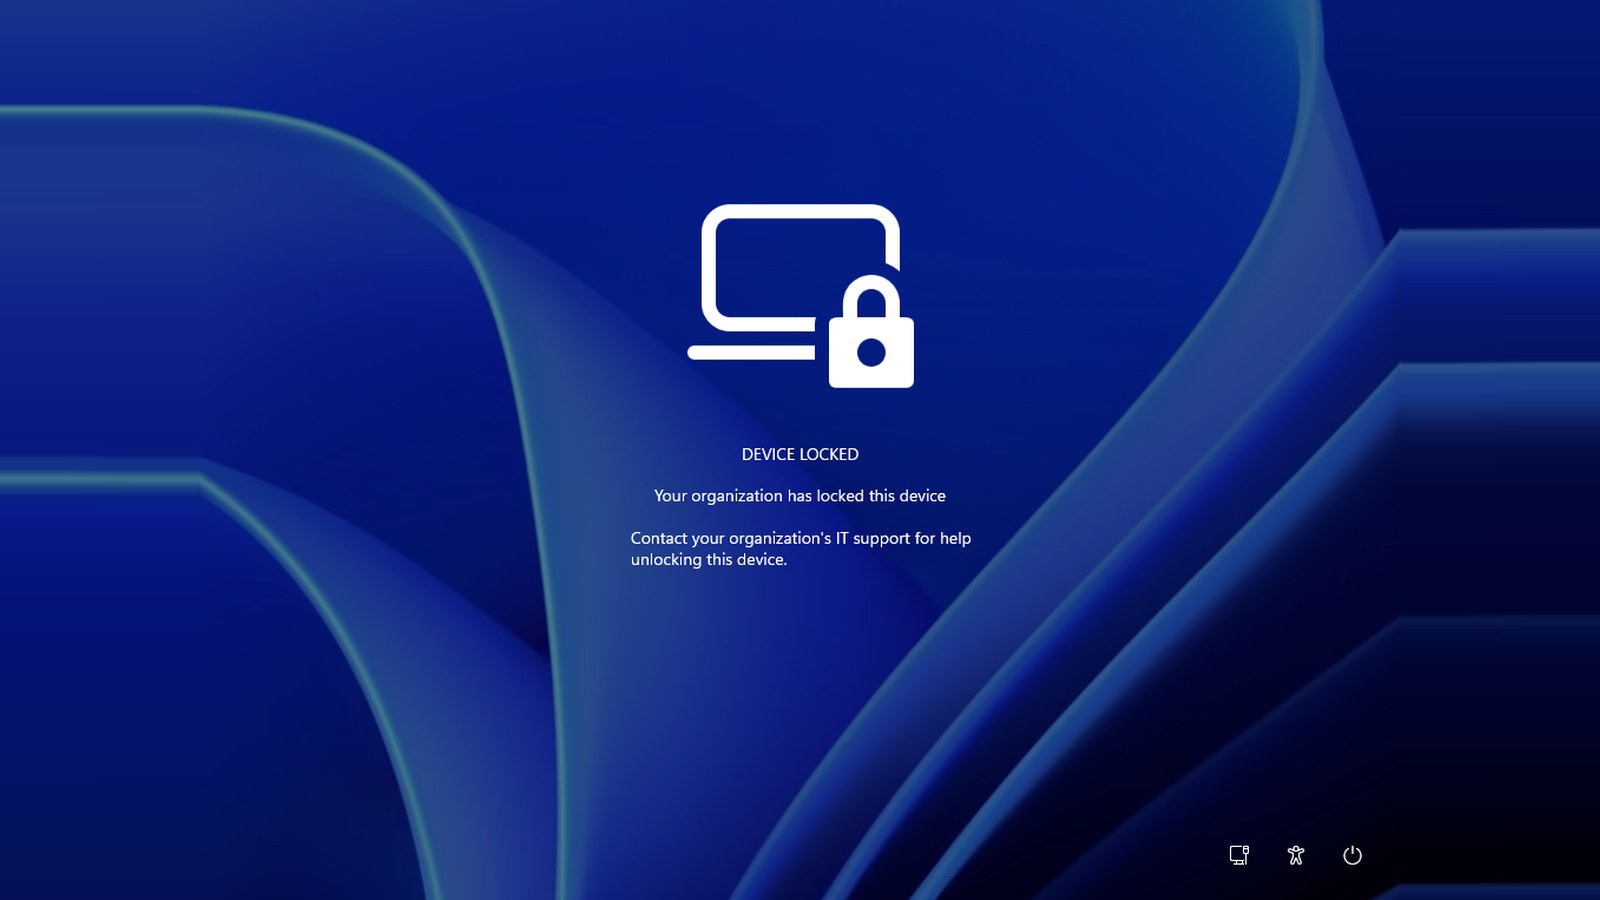 DEVICE LOCKED
Your organization has locked this device
Contact your organization's IT support for help
unlocking this device.